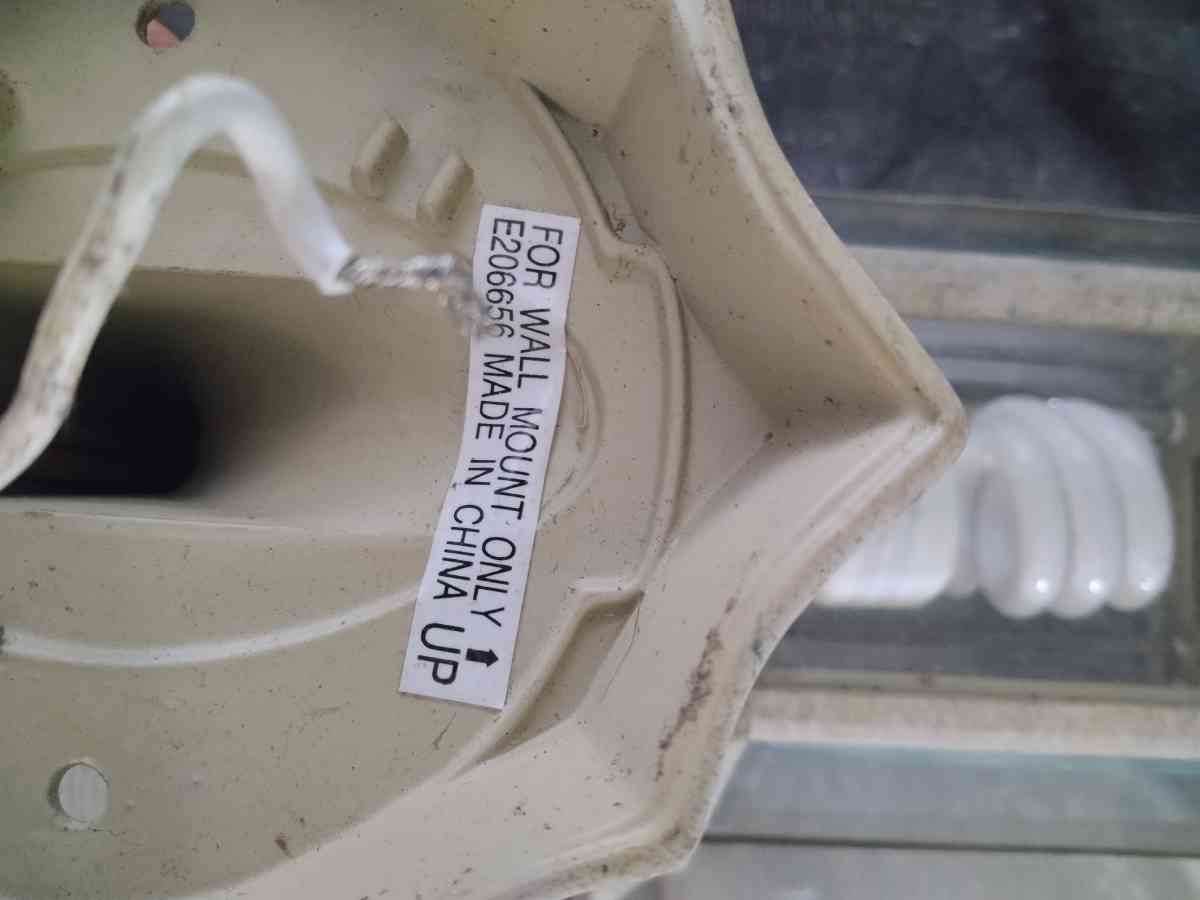 FOR WALL MOUNT ONLY ⬆
E206656 MADE IN CHINA UP